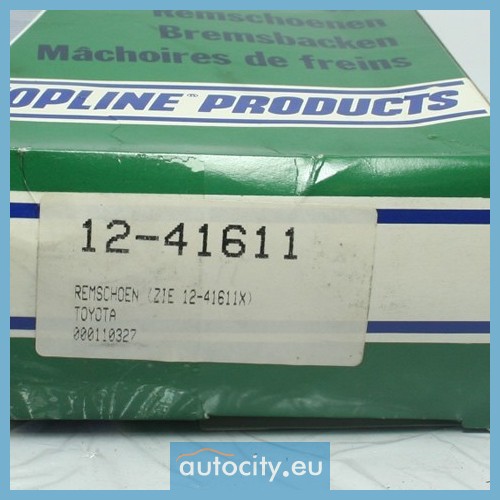 Remschoenen
Bremsbacken
Mâchoires de freins
OPLINE® PRODUCTS
12-41611
REMSCHOEN (ZIE 12-41611X)
TOYOTA
000110327
autocity.eu